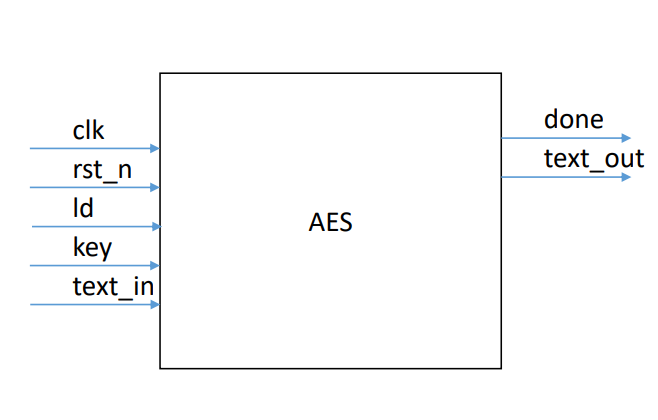 clk
rst_n
ld
key
text_in
AES
done
text_out